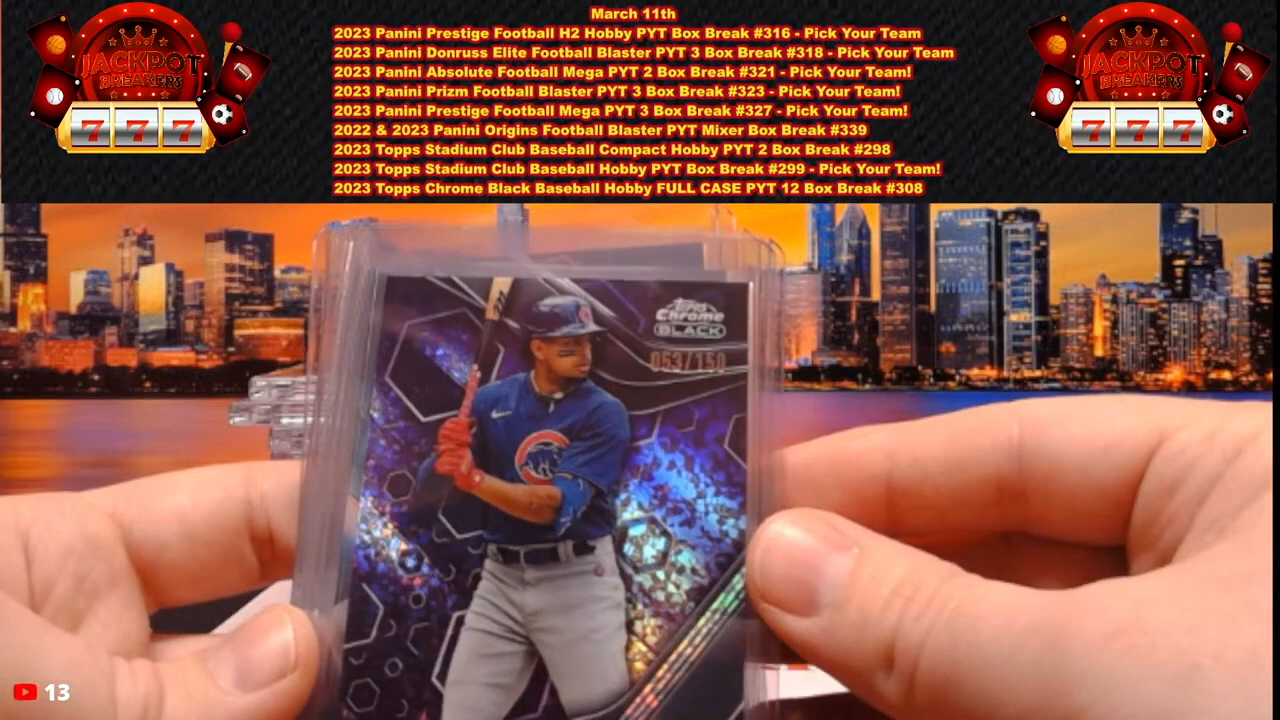 March 11th
2023 Panini Prestige Football H2 Hobby PYT Box Break #316 - Pick Your Team
2023 Panini Donruss Elite Football Blaster PYT 3 Box Break #318 - Pick Your Team
2023 Panini Absolute Football Mega PYT 2 Box Break #321 - Pick Your Team!
2023 Panini Prizm Football Blaster PYT 3 Box Break #323 - Pick Your Team!
2023 Panini Prestige Football Mega PYT 3 Box Break #327 - Pick Your Team!
2022 & 2023 Panini Origins Football Blaster PYT Mixer Box Break #339
2023 Topps Stadium Club Baseball Compact Hobby PYT 2 Box Break #298
2023 Topps Stadium Club Baseball Hobby PYT Box Break #299 - Pick Your Team!
2023 Topps Chrome Black Baseball Hobby FULL CASE PYT 12 Box Break #308
JACKPOT
BREAKERS
7 7 7
JACKPOT
BREAKERS
7 7 7
Topps
Chrome
BLACK
053/150
C
13